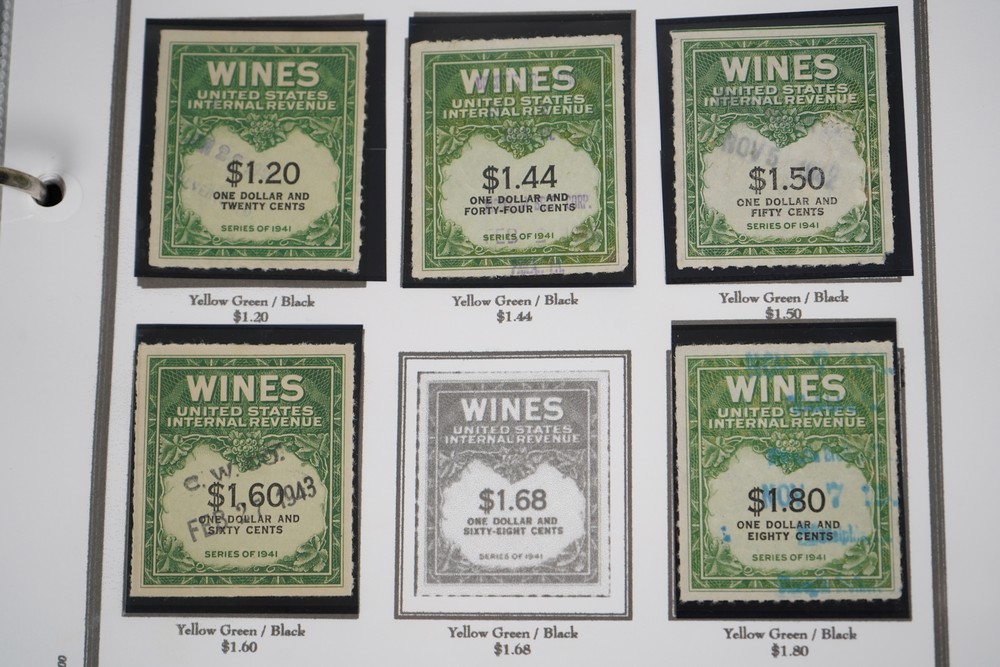 WINES
UNITED STATES
INTERNAL REVENUE
$1.20
ONE DOLLAR AND
TWENTY CENTS
SERIES OF 1941
Yellow Green / Black
$1.20
WINES
UNITED STATES
INTERNAL REVENUE
$1.44
ONE DOLLAR AND
FORTY-FOUR CENTS
SERIES OF 1941
Yellow Green / Black
$1.44
WINES
UNITED STATES
INTERNAL REVENUE
NOV 5
$1.50
ONE DOLLAR AND
FIFTY CENTS
SERIES OF 1941
Yellow Green / Black
$1.50
WINES
UNITED STATES
INTERNAL REVENUE
C. W. CO.
$1.60
FEB 1943
ONE DOLLAR AND
SIXTY CENTS
SERIES OF 1941
Yellow Green / Black
$1.60
WINES
UNITED STATES
INTERNAL REVENUE
$1.68
ONE DOLLAR AND
SIXTY-EIGHT CENTS
SERIES OF 1941
Yellow Green / Black
$1.68
WINES
UNITED STATES
INTERNAL REVENUE
NOV 7
$1.80
ONE DOLLAR AND
EIGHTY CENTS
SERIES OF 1941
Yellow Green / Black
$1.80